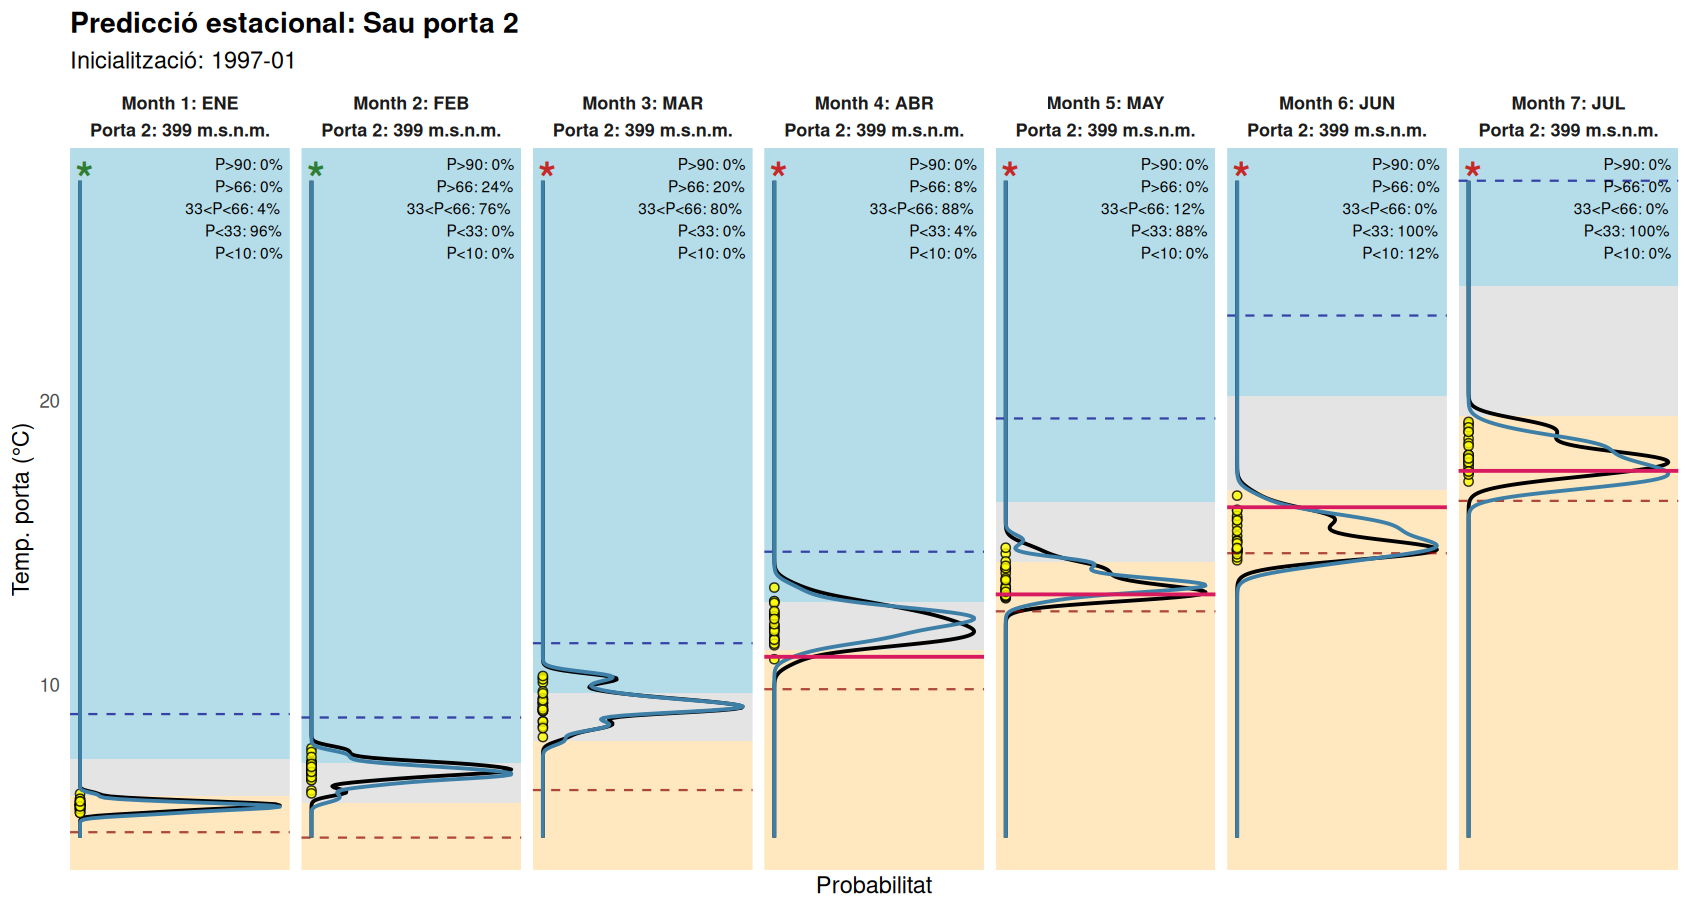 Predicció estacional: Sau porta 2
Inicialització: 1997-01
Month 1: ENE
Porta 2: 399 m.s.n.m.
Month 2: FEB
Porta 2: 399 m.s.n.m.
Month 3: MAR
Porta 2: 399 m.s.n.m.
Month 4: ABR
Porta 2: 399 m.s.n.m.
Month 5: MAY
Porta 2: 399 m.s.n.m.
Month 6: JUN
Porta 2: 399 m.s.n.m.
Month 7: JUL
Porta 2: 399 m.s.n.m.
*
P>90: 0%
P>66: 0%
33<P<66: 4%
P<33: 96%
P<10: 0%
*
P>90: 0%
P>66: 24%
33<P<66: 76%
P<33: 0%
P<10: 0%
*
P>90: 0%
P>66: 20%
33<P<66: 80%
P<33: 0%
P<10: 0%
*
P>90: 0%
P>66: 8%
33<P<66: 88%
P<33: 4%
P<10: 0%
*
P>90: 0%
P>66: 0%
33<P<66: 12%
P<33: 88%
P<10: 0%
*
P>90: 0%
P>66: 0%
33<P<66: 0%
P<33: 100%
P<10: 12%
*
P>90: 0%
P>66: 0%
33<P<66: 0%
P<33: 100%
P<10: 0%
20
10
Temp. porta (°C)
Probabilitat